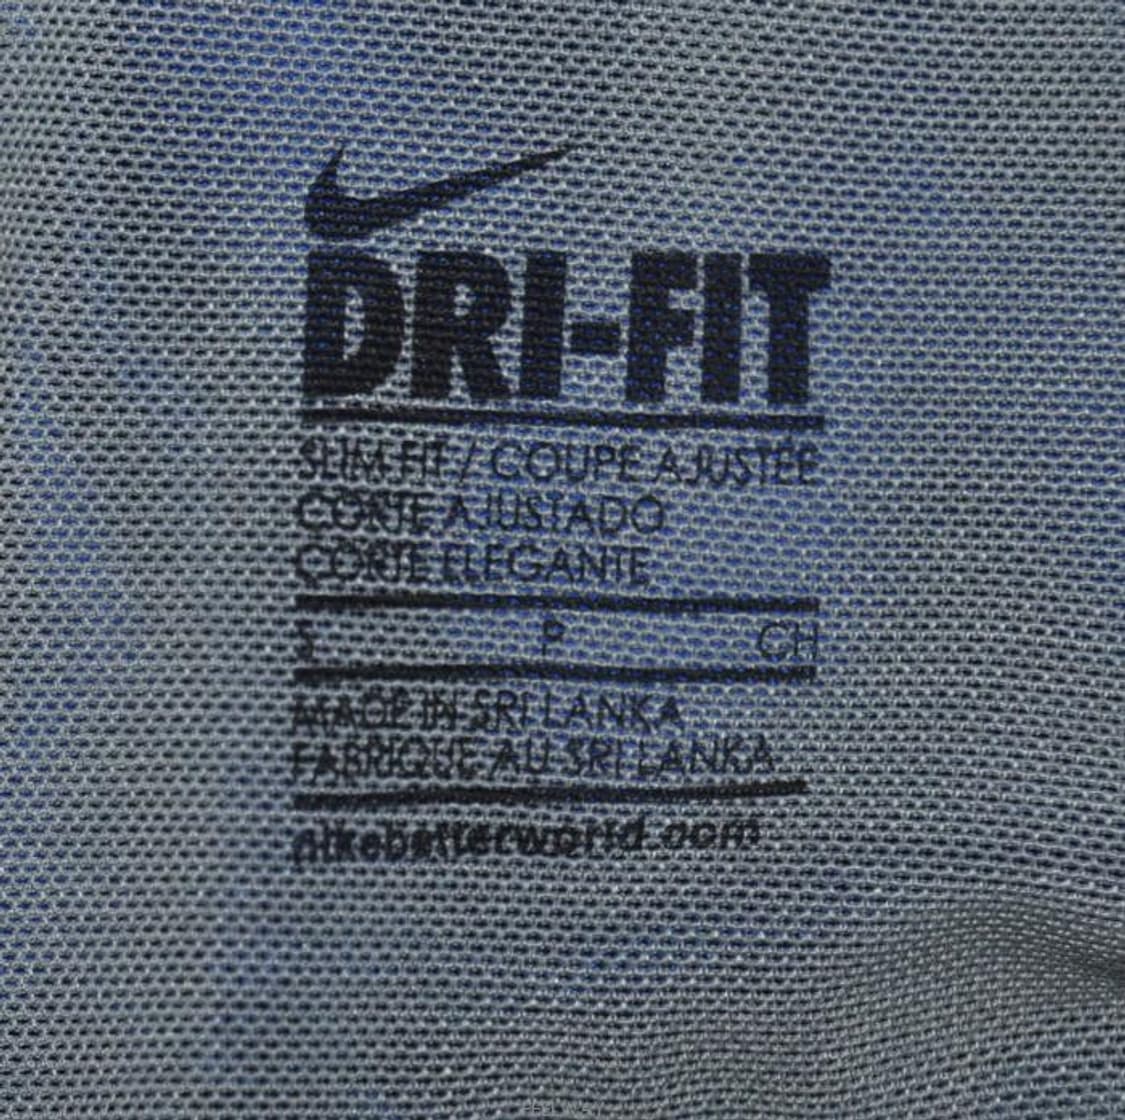 DRI-FIT
SLIM FIT / COUPE AJUSTÉE
CORTE AJUSTADO
CORTE ELEGANTE
S P CH
MADE IN SRI LANKA
FABRIQUE AU SRI LANKA
nikebetterworld.com